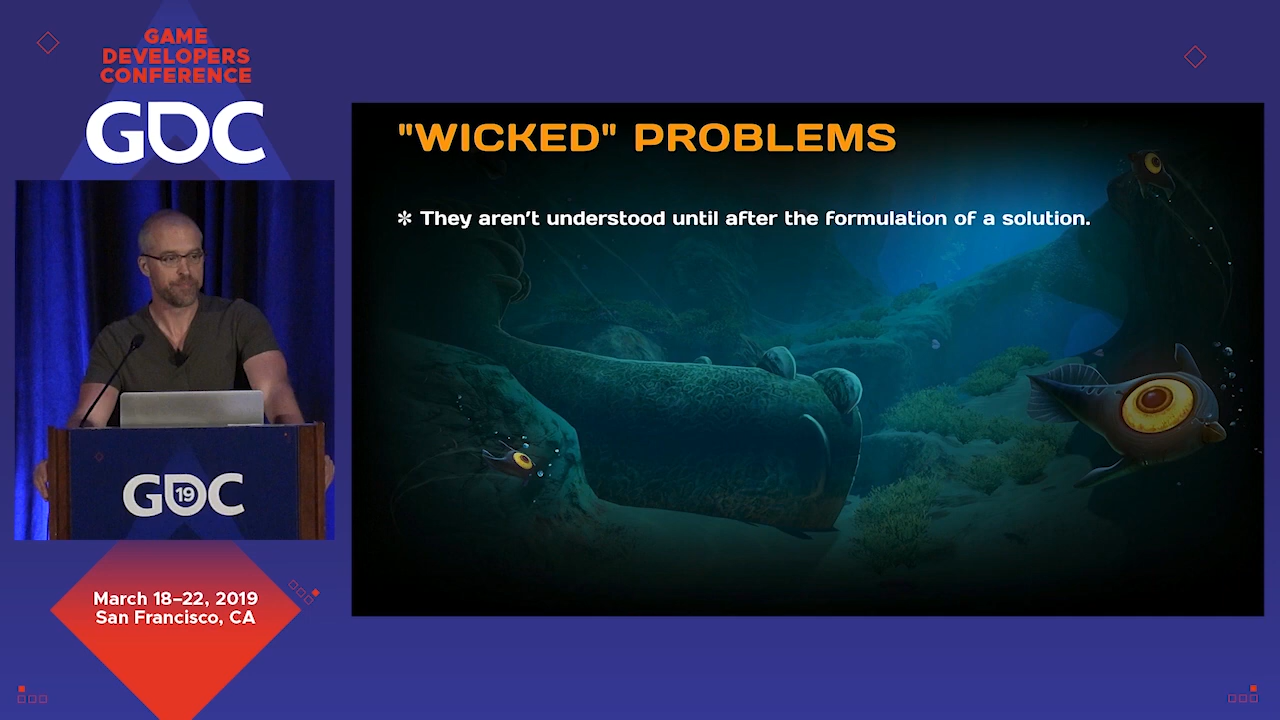 GAME
DEVELOPERS
CONFERENCE
GDC
"WICKED" PROBLEMS
✼ They aren't understood until after the formulation of a solution.
GDC
19
March 18–22, 2019
San Francisco, CA